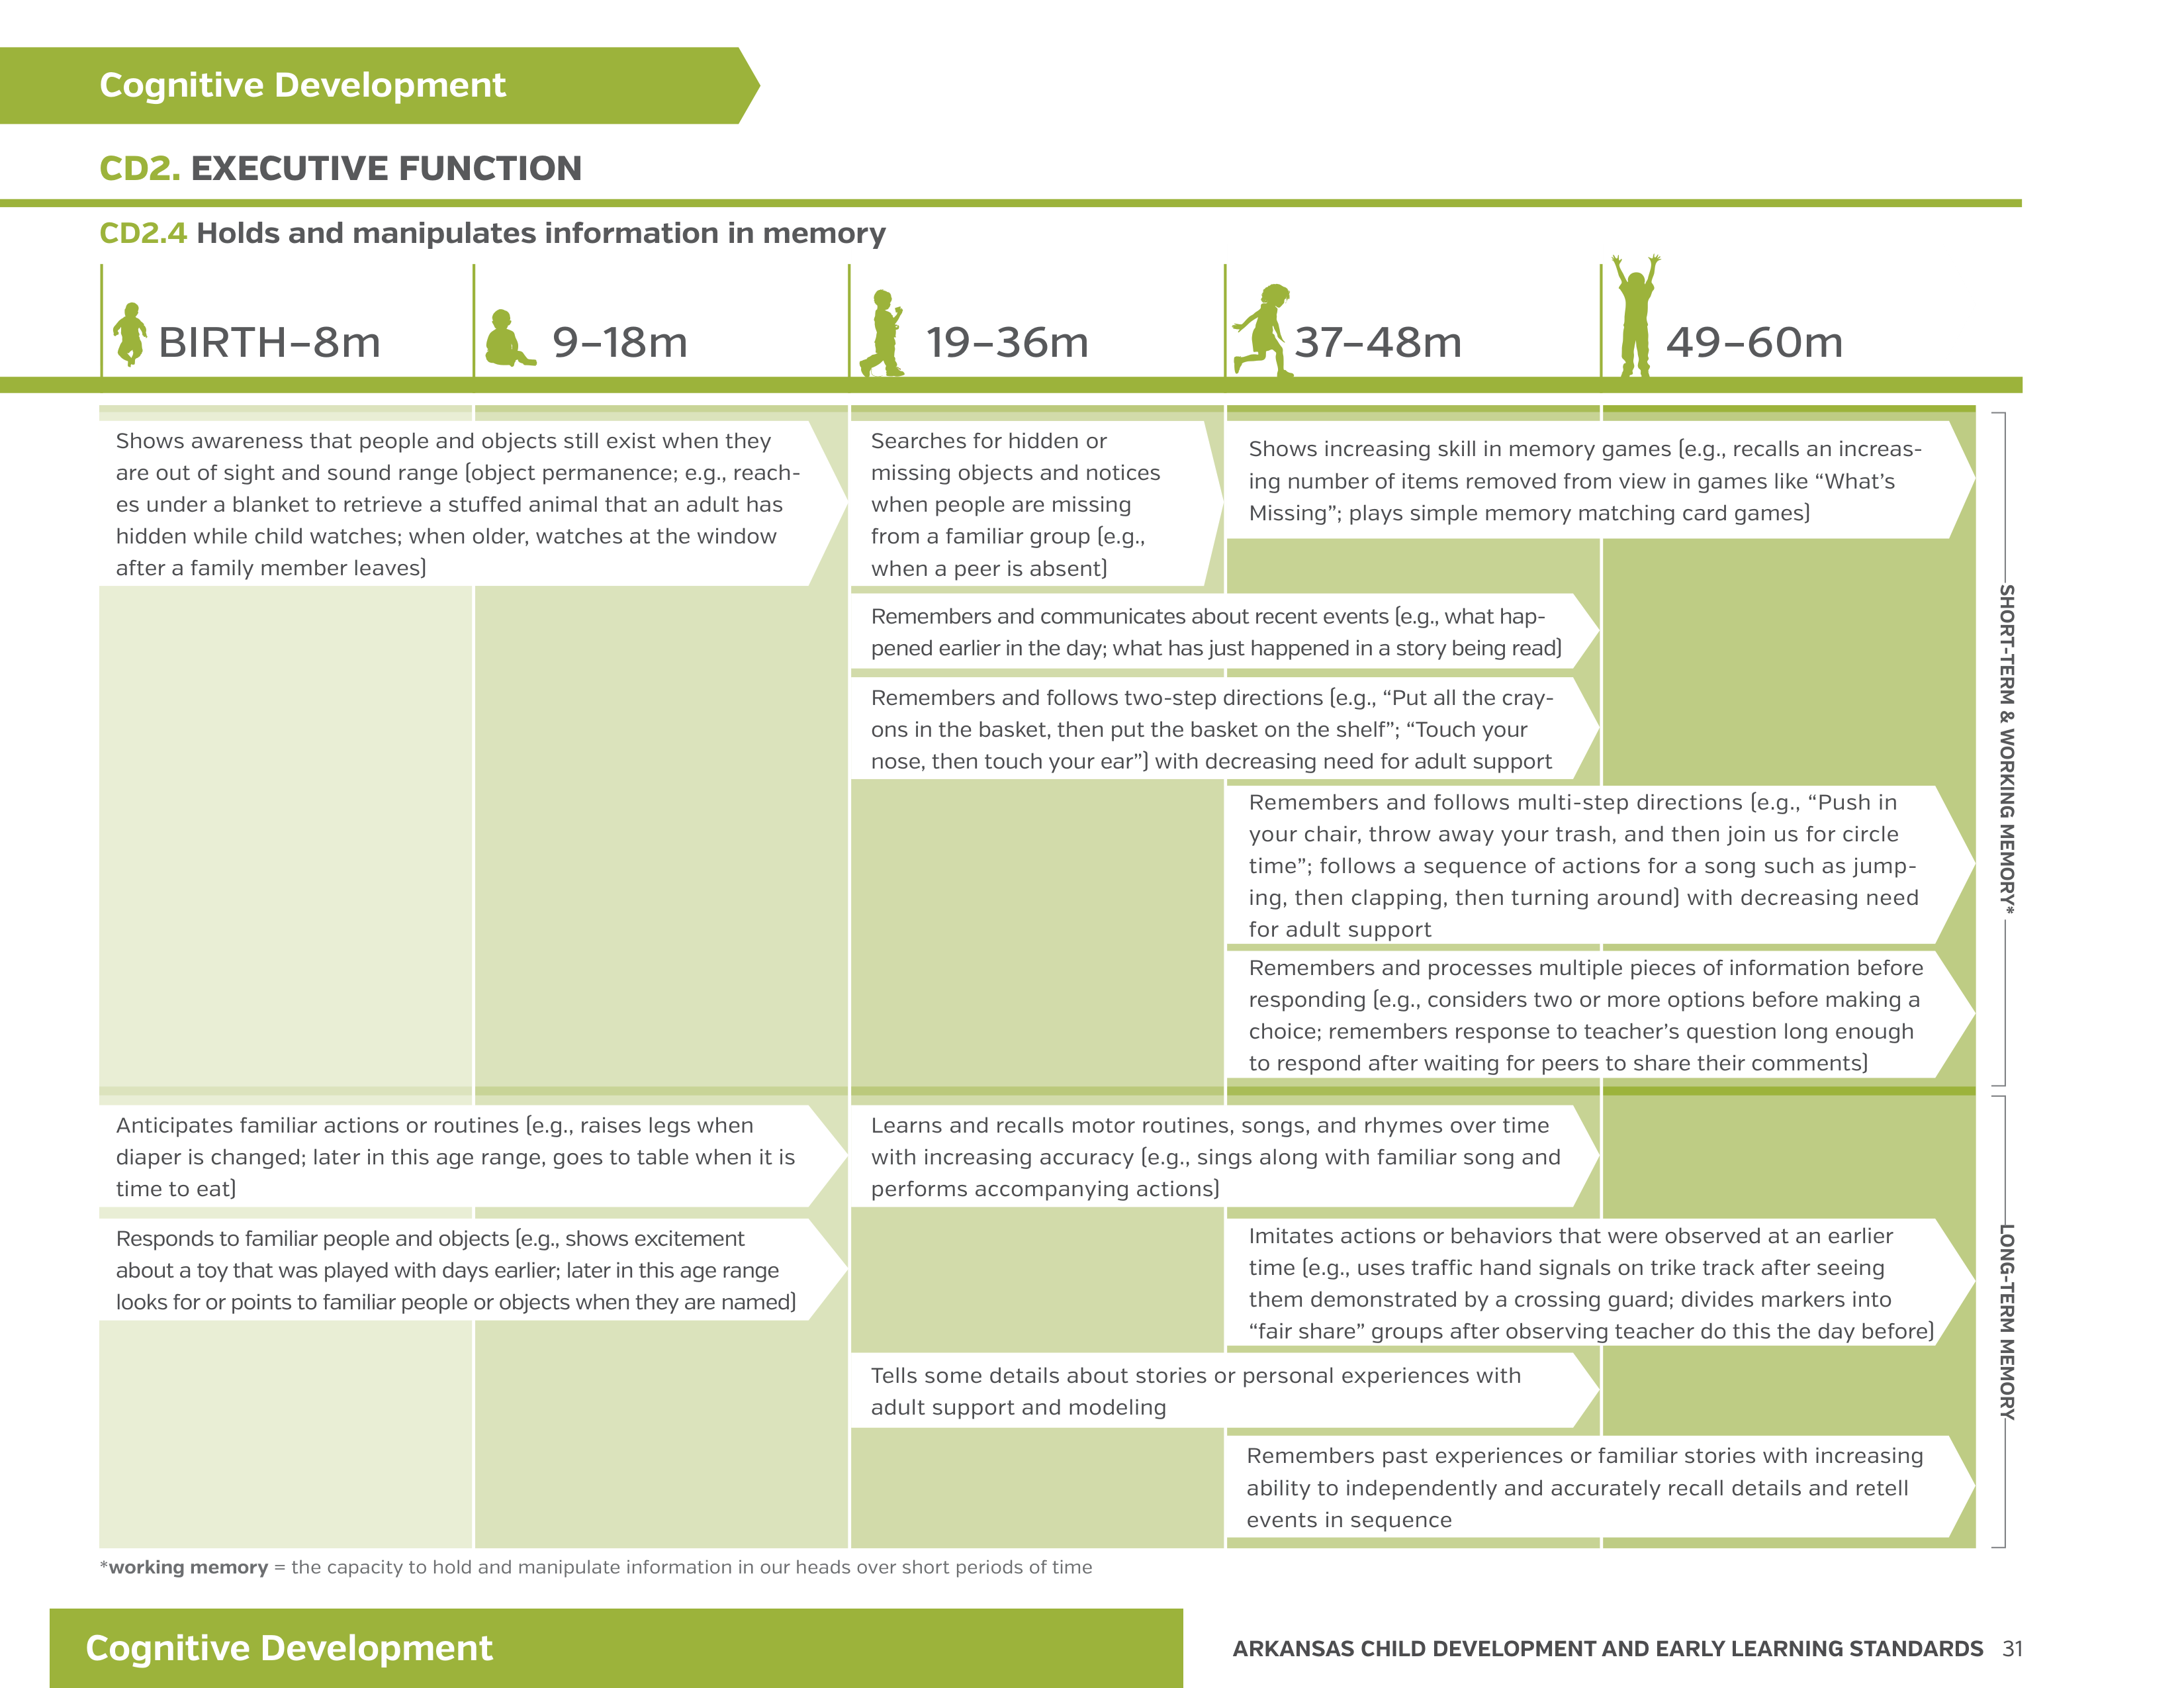 Cognitive Development
CD2. EXECUTIVE FUNCTION
CD2.4 Holds and manipulates information in memory
BIRTH–8m
9–18m
19–36m
37–48m
49–60m
Shows awareness that people and objects still exist when they
are out of sight and sound range (object permanence; e.g., reach-
es under a blanket to retrieve a stuffed animal that an adult has
hidden while child watches; when older, watches at the window
after a family member leaves)
Searches for hidden or
missing objects and notices
when people are missing
from a familiar group (e.g.,
when a peer is absent)
Shows increasing skill in memory games (e.g., recalls an increas-
ing number of items removed from view in games like “What’s
Missing”; plays simple memory matching card games)
Remembers and communicates about recent events (e.g., what hap-
pened earlier in the day; what has just happened in a story being read)
Remembers and follows two-step directions (e.g., “Put all the cray-
ons in the basket, then put the basket on the shelf”; “Touch your
nose, then touch your ear”) with decreasing need for adult support
Remembers and follows multi-step directions (e.g., “Push in
your chair, throw away your trash, and then join us for circle
time”; follows a sequence of actions for a song such as jump-
ing, then clapping, then turning around) with decreasing need
for adult support
Remembers and processes multiple pieces of information before
responding (e.g., considers two or more options before making a
choice; remembers response to teacher’s question long enough
to respond after waiting for peers to share their comments)
SHORT-TERM & WORKING MEMORY*
Anticipates familiar actions or routines (e.g., raises legs when
diaper is changed; later in this age range, goes to table when it is
time to eat)
Learns and recalls motor routines, songs, and rhymes over time
with increasing accuracy (e.g., sings along with familiar song and
performs accompanying actions)
Responds to familiar people and objects (e.g., shows excitement
about a toy that was played with days earlier; later in this age range
looks for or points to familiar people or objects when they are named)
Imitates actions or behaviors that were observed at an earlier
time (e.g., uses traffic hand signals on trike track after seeing
them demonstrated by a crossing guard; divides markers into
“fair share” groups after observing teacher do this the day before)
Tells some details about stories or personal experiences with
adult support and modeling
Remembers past experiences or familiar stories with increasing
ability to independently and accurately recall details and retell
events in sequence
LONG-TERM MEMORY
*working memory = the capacity to hold and manipulate information in our heads over short periods of time
Cognitive Development
ARKANSAS CHILD DEVELOPMENT AND EARLY LEARNING STANDARDS 31